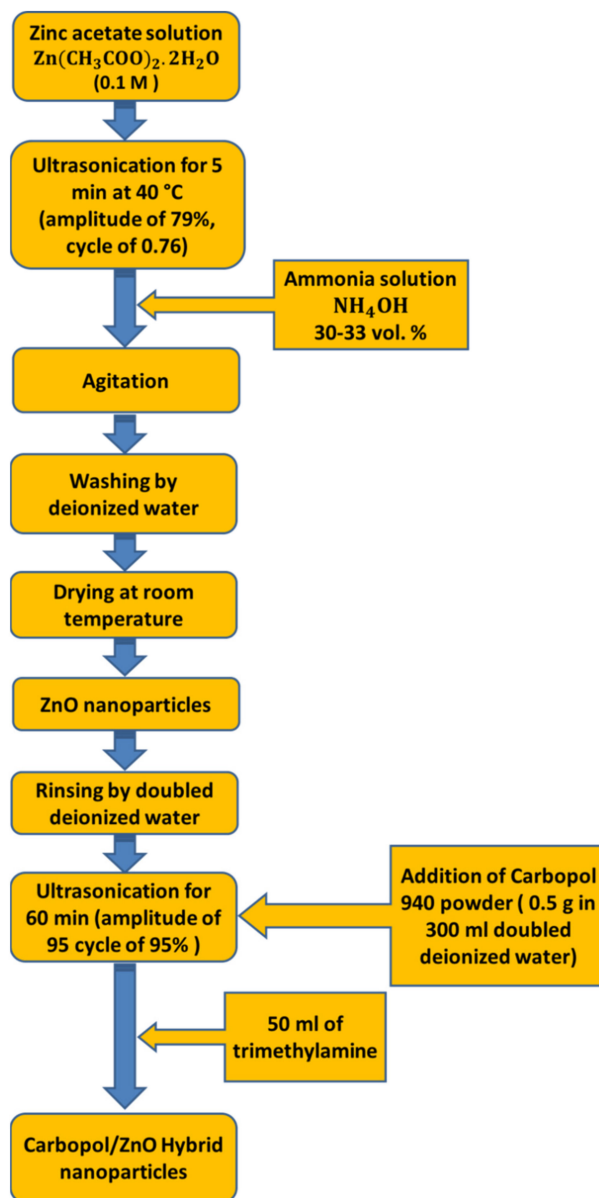 Zinc acetate solution
Zn(CH₃COO)₂.2H₂O
(0.1 M )
Ultrasonication for 5
min at 40 °C
(amplitude of 79%,
cycle of 0.76)
Ammonia solution
NH₄OH
30-33 vol. %
Agitation
Washing by
deionized water
Drying at room
temperature
ZnO nanoparticles
Rinsing by doubled
deionized water
Ultrasonication for
60 min (amplitude of
95 cycle of 95% )
Addition of Carbopol
940 powder ( 0.5 g in
300 ml doubled
deionized water)
50 ml of
trimethylamine
Carbopol/ZnO Hybrid
nanoparticles